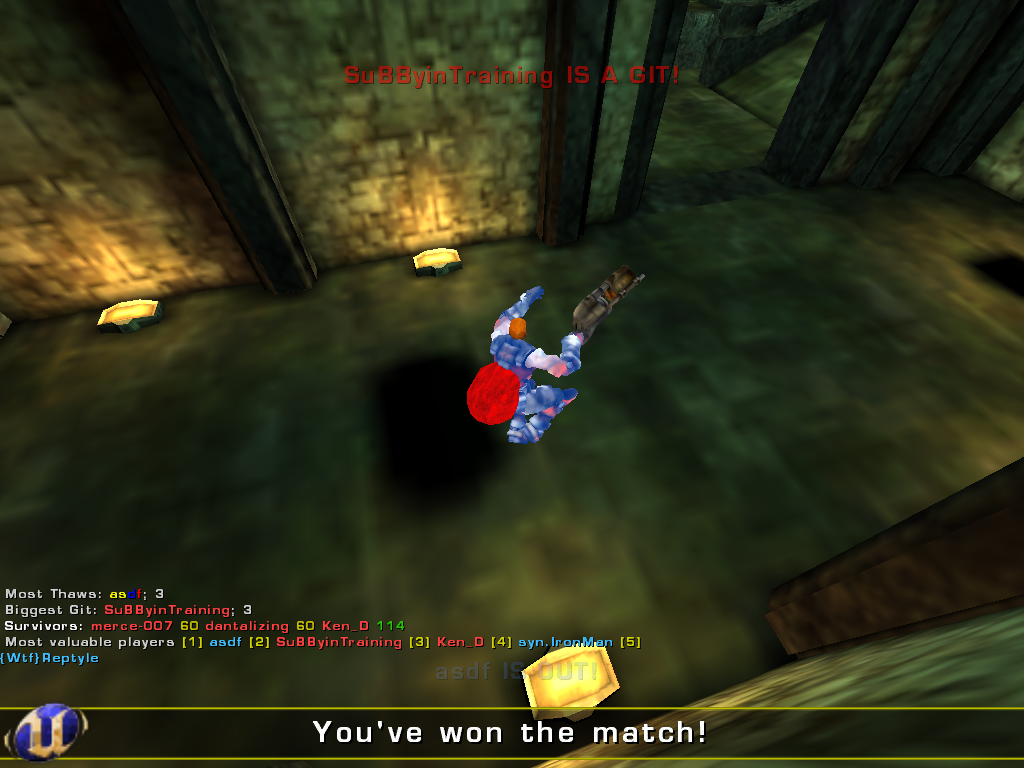 SuBByinTraining IS A GIT!
Most Thaws: asdf; 3
Biggest Git: SuBByinTraining; 3
Survivors: merce-007 60 dantalizing 60 Ken_D 114
Most valuable players [1] asdf [2] SuBByinTraining [3] Ken_D [4] syn.IronMan [5]
{Wtf}Reptyle
asdf IS OUT!
U
You've won the match!